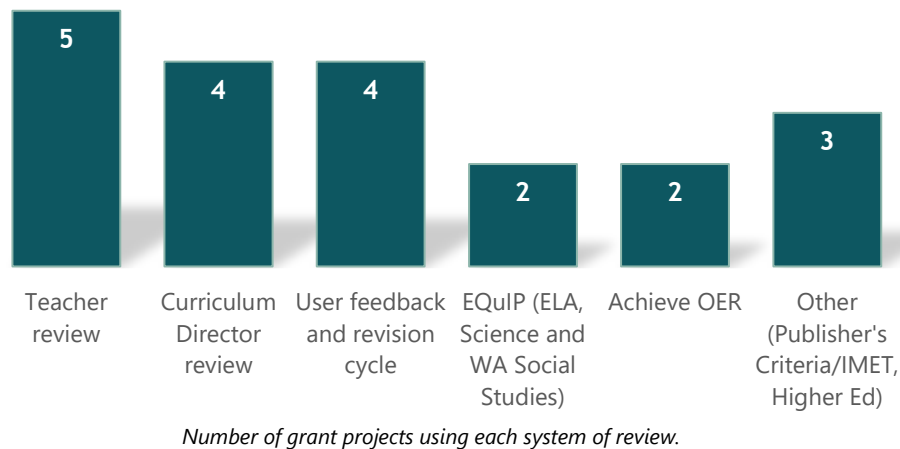 5
4
4
2
2
3
Teacher
review
Curriculum
Director
review
User feedback
and revision
cycle
EQuIP (ELA,
Science and
WA Social
Studies)
Achieve OER
Other
(Publisher's
Criteria/IMET,
Higher Ed)
Number of grant projects using each system of review.